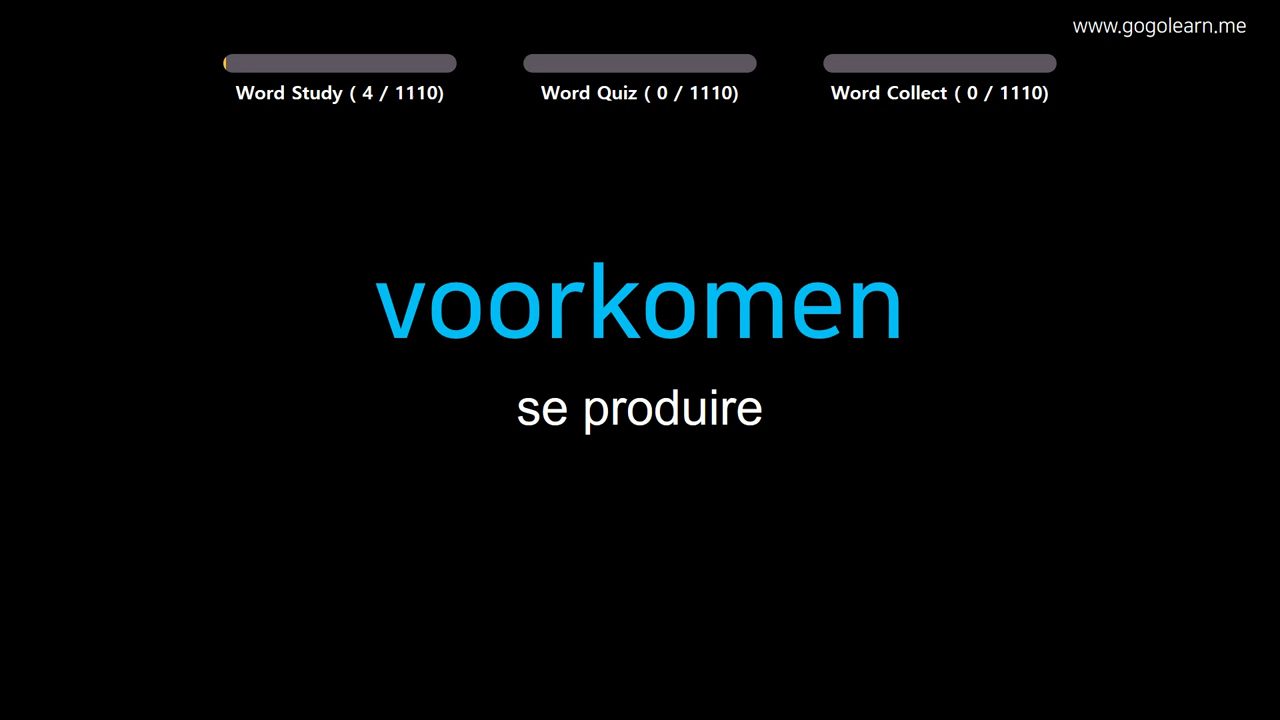 www.gogolearn.me
Word Study ( 4 / 1110)
Word Quiz ( 0 / 1110)
Word Collect ( 0 / 1110)
voorkomen
se produire